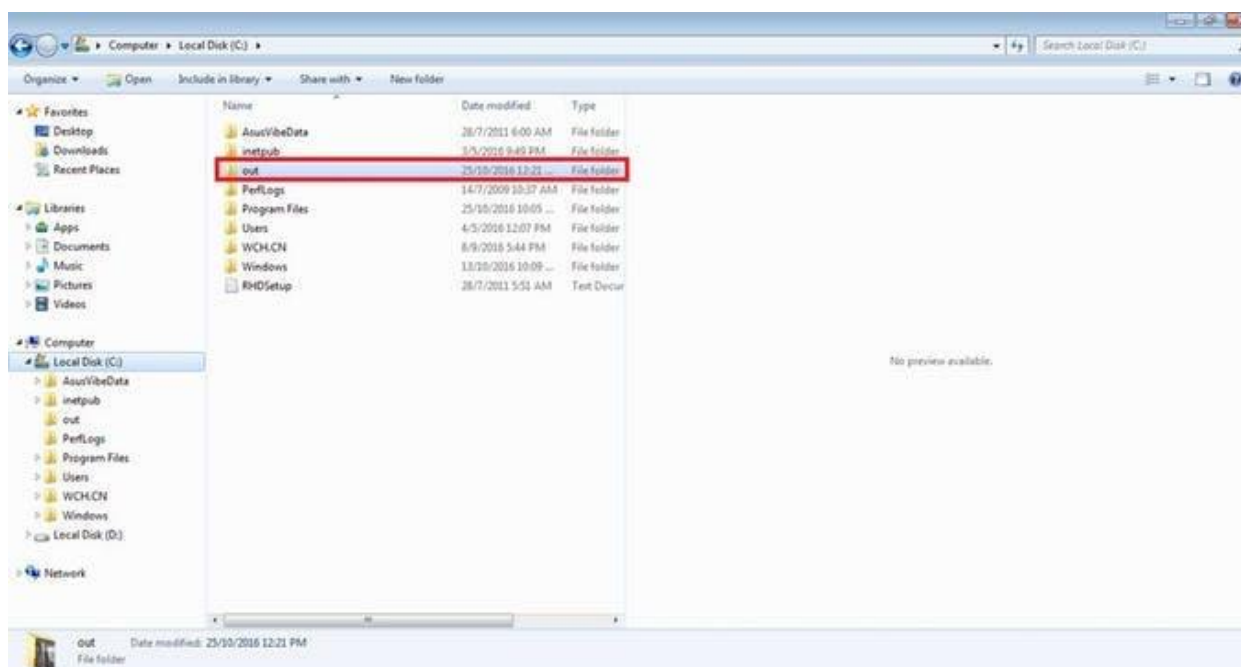 Computer ▸ Local Disk (C:) ▸
Search Local Disk (C:)
Organize
Open
Include in library
Share with
New folder
Favorites
Desktop
Downloads
Recent Places
Libraries
Apps
Documents
Music
Pictures
Videos
Computer
Local Disk (C:)
AsusVibeData
inetpub
out
PerfLogs
Program Files
Users
WCH.CN
Windows
Local Disk (D:)
Network
Name Date modified Type
AsusVibeData 28/7/2011 6:00 AM File folder
inetpub 3/5/2016 9:49 PM File folder
out 25/10/2016 12:21 ... File folder
PerfLogs 14/7/2009 10:37 AM File folder
Program Files 25/10/2016 10:05 ... File folder
Users 4/5/2016 12:07 PM File folder
WCH.CN 8/9/2016 5:44 PM File folder
Windows 13/10/2016 10:09 ... File folder
RHDSetup 28/7/2011 5:51 AM Text Docur
No preview available.
out Date modified: 25/10/2016 12:21 PM
File folder